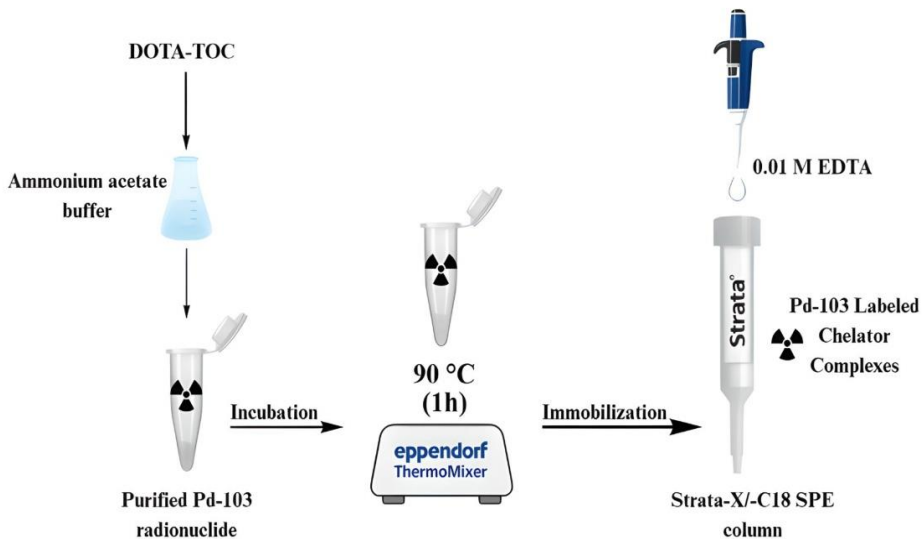 DOTA-TOC
Ammonium acetate
buffer
Purified Pd-103
radionuclide
Incubation
90 °C
(1h)
eppendorf
ThermoMixer
Immobilization
0.01 M EDTA
Strata®
Pd-103 Labeled
Chelator
Complexes
Strata-X/-C18 SPE
column